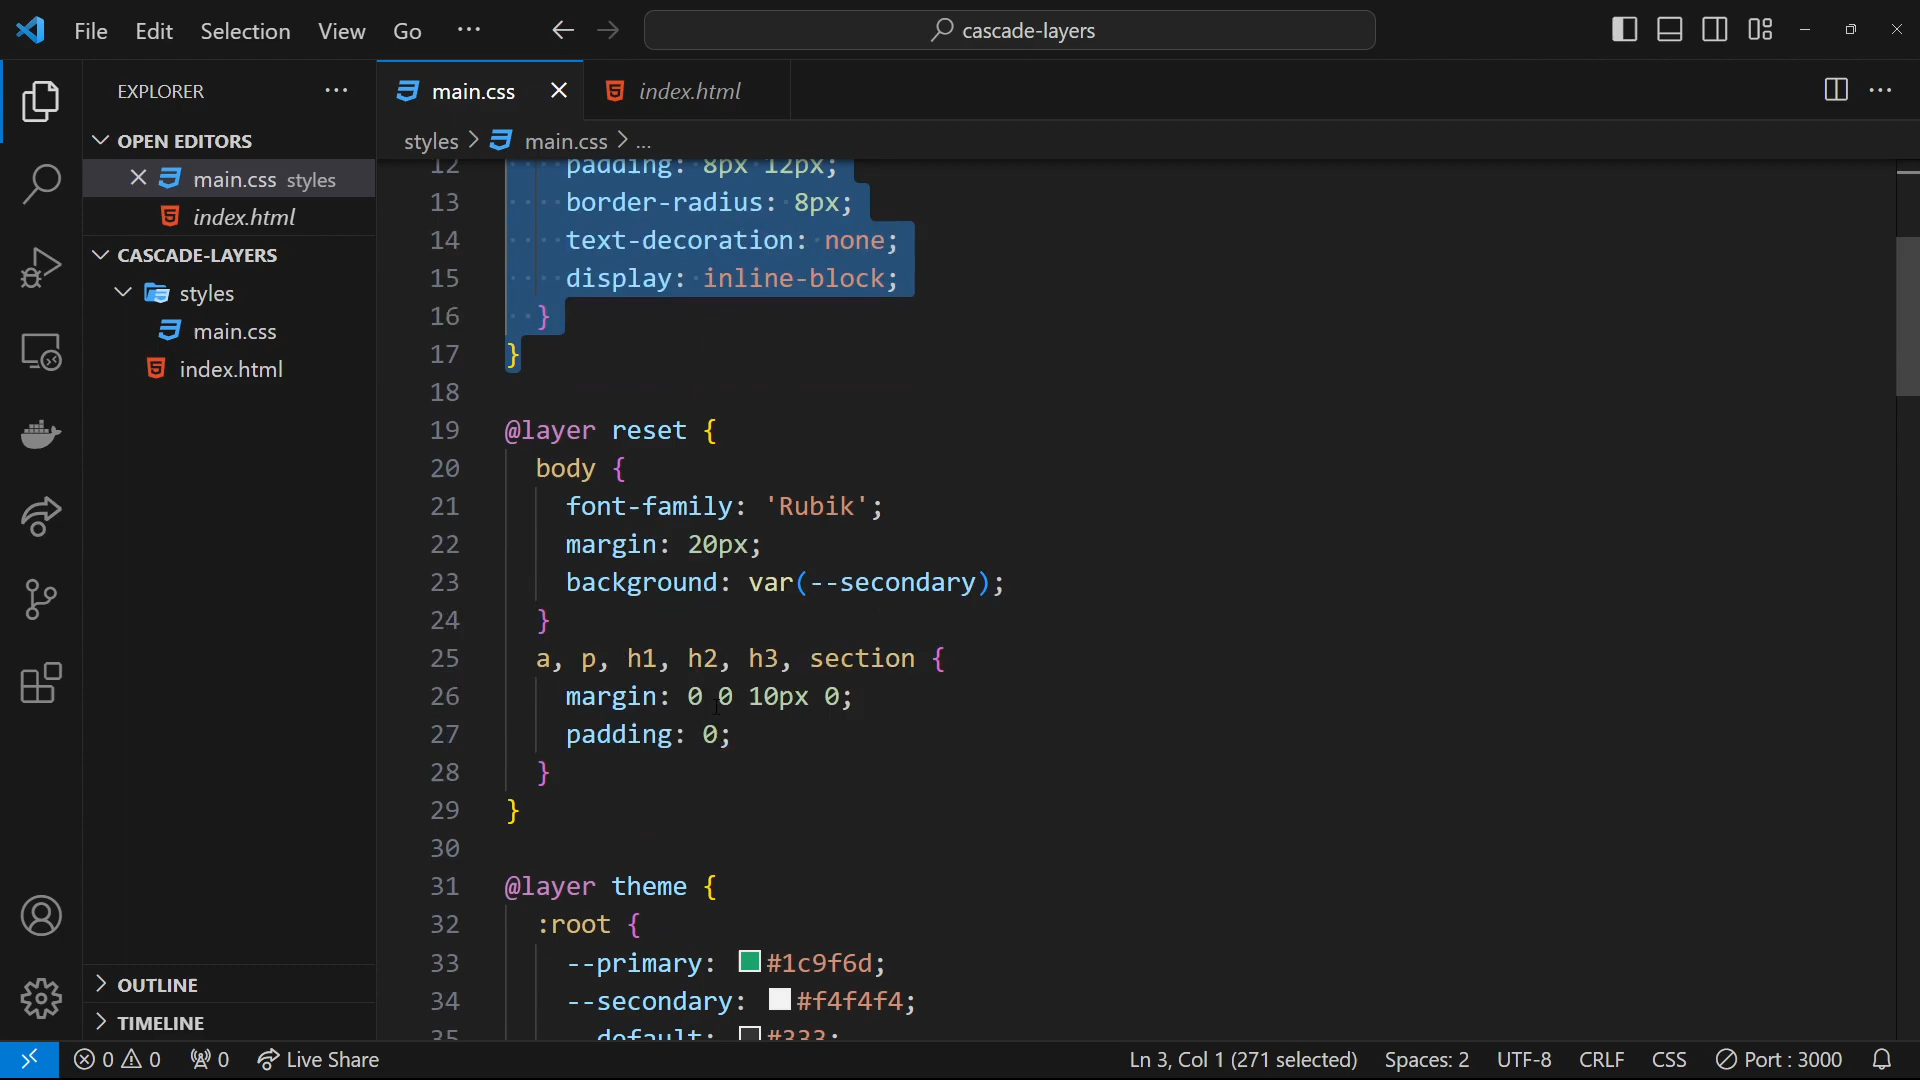 File Edit Selection View Go ··· cascade-layers
EXPLORER ···
OPEN EDITORS
main.css styles
index.html
CASCADE-LAYERS
styles
main.css
index.html
OUTLINE
TIMELINE
main.css index.html
styles > main.css > ...
12 padding: 8px 12px;
13 border-radius: 8px;
14 text-decoration: none;
15 display: inline-block;
16 }
17 }
18
19 @layer reset {
20 body {
21 font-family: 'Rubik';
22 margin: 20px;
23 background: var(--secondary);
24 }
25 a, p, h1, h2, h3, section {
26 margin: 0 0 10px 0;
27 padding: 0;
28 }
29 }
30
31 @layer theme {
32 :root {
33 --primary: #1c9f6d;
34 --secondary: #f4f4f4;
35 --default: #333;
0 0 0 Live Share Ln 3, Col 1 (271 selected) Spaces: 2 UTF-8 CRLF CSS Port : 3000